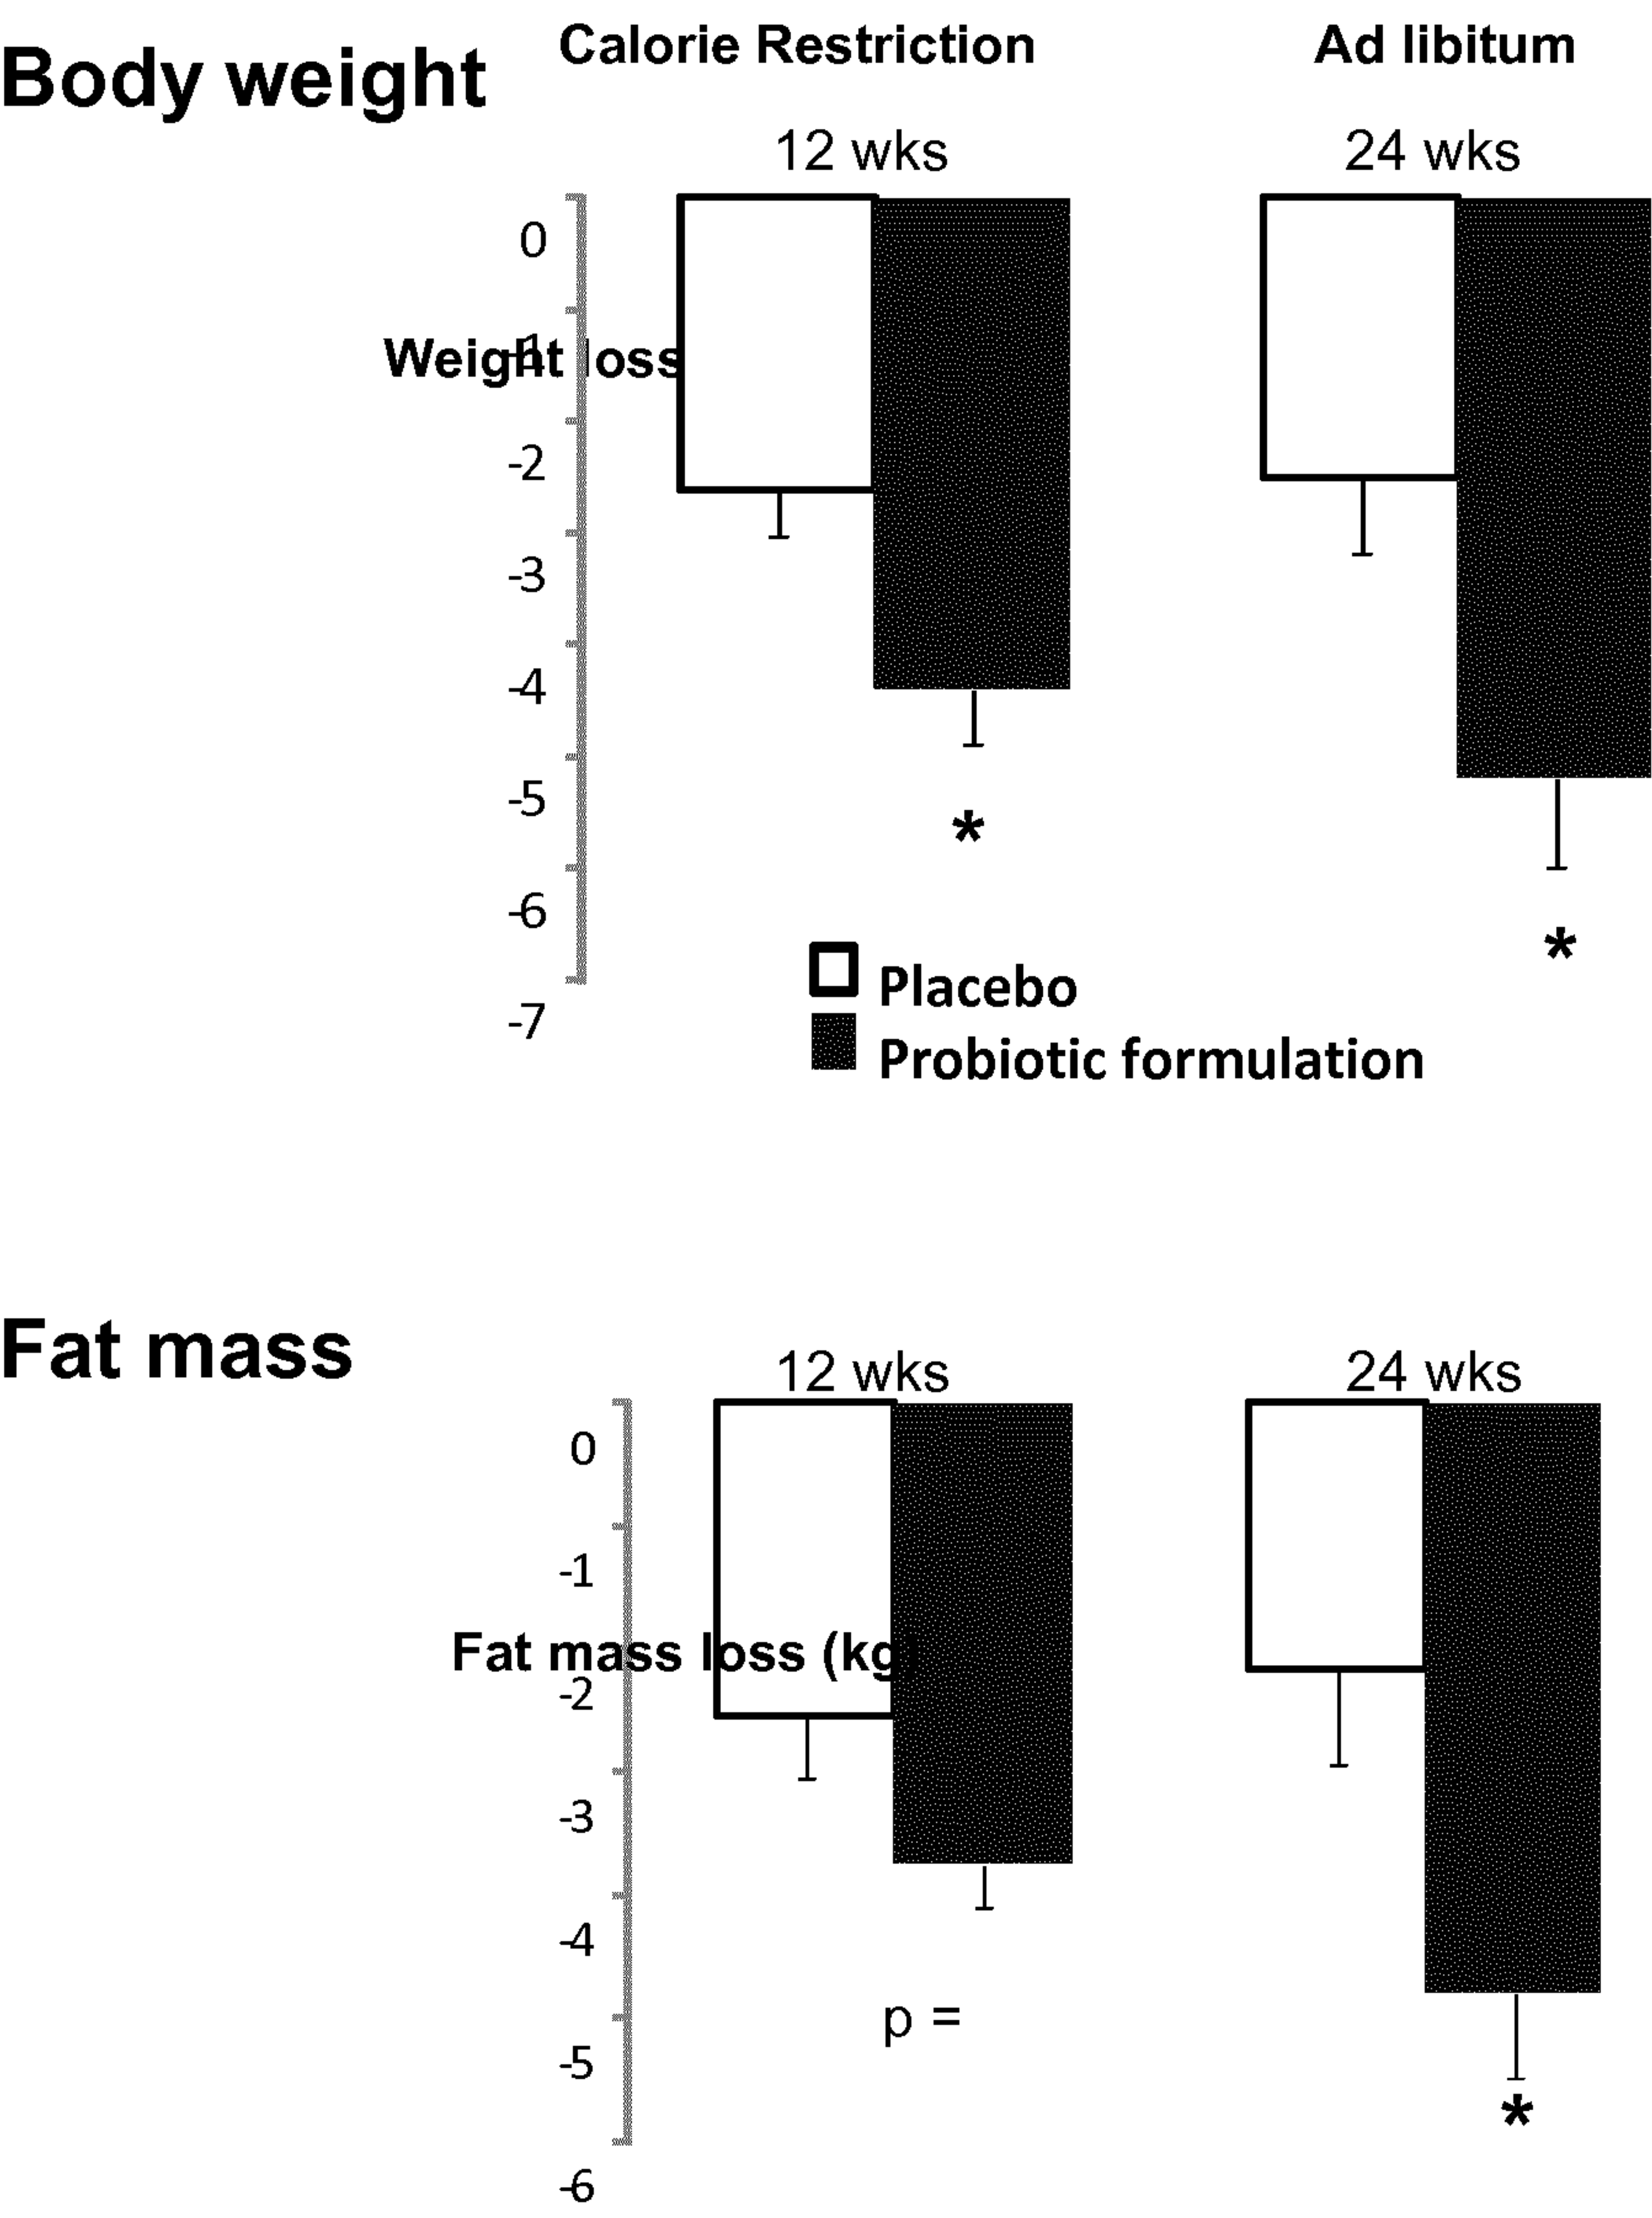 Calorie Restriction Ad libitum
Body weight
12 wks 24 wks
0
-1
Weight loss
-2
-3
-4
-5
*
-6
*
Placebo
-7
Probiotic formulation
Fat mass
12 wks 24 wks
0
-1
Fat mass loss (kg)
-2
-3
-4
p =
-5
*
-6